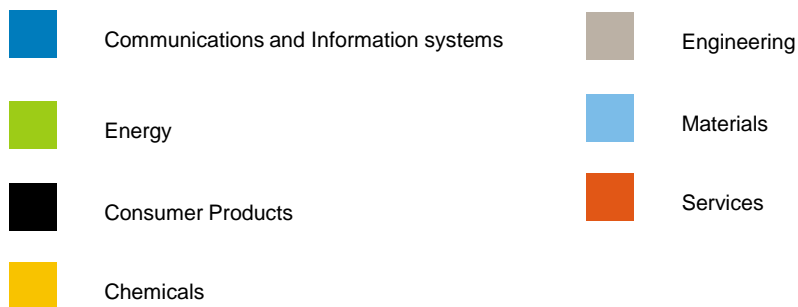 Communications and Information systems
Energy
Consumer Products
Chemicals
Engineering
Materials
Services